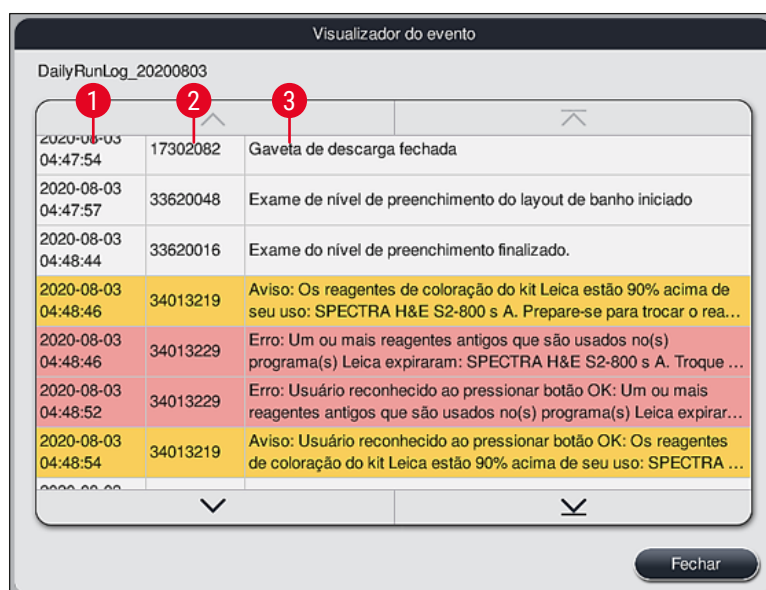 Visualizador do evento
DailyRunLog_20200803
1
2
3
2020-08-03
04:47:54
17302082
Gaveta de descarga fechada
2020-08-03
04:47:57
33620048
Exame de nível de preenchimento do layout de banho iniciado
2020-08-03
04:48:44
33620016
Exame do nível de preenchimento finalizado.
2020-08-03
04:48:46
34013219
Aviso: Os reagentes de coloração do kit Leica estão 90% acima de
seu uso: SPECTRA H&E S2-800 s A. Prepare-se para trocar o rea...
2020-08-03
04:48:46
34013229
Erro: Um ou mais reagentes antigos que são usados no(s)
programa(s) Leica expiraram: SPECTRA H&E S2-800 s A. Troque ...
2020-08-03
04:48:52
34013229
Erro: Usuário reconhecido ao pressionar botão OK: Um ou mais
reagentes antigos que são usados no(s) programa(s) Leica expirar...
2020-08-03
04:48:54
34013219
Aviso: Usuário reconhecido ao pressionar botão OK: Os reagentes
de coloração do kit Leica estão 90% acima de seu uso: SPECTRA ...
Fechar